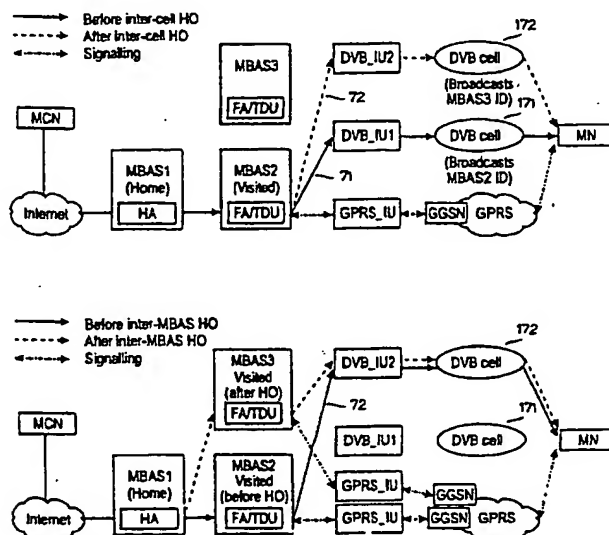 Before inter-cell HO
After inter-cell HO
Signalling
MBAS3
FA/TDU
DVB_IU2
DVB cell
172
(Broadcasts
MBAS3 ID)
72
MCN
MBAS1
(Home)
HA
MBAS2
(Visited)
FA/TDU
DVB_IU1
DVB cell
171
(Broadcasts
MBAS2 ID)
MN
71
Internet
GPRS_IU
GGSN
GPRS
Before inter-MBAS HO
After inter-MBAS HO
Signalling
MBAS3
Visited
(after HO)
FA/TDU
DVB_IU2
DVB cell
172
72
MCN
MBAS1
(Home)
HA
MBAS2
Visited
(before HO)
FA/TDU
DVB_IU1
DVB cell
171
MN
GPRS_IU
GGSN
Internet
GPRS_IU
GGSN
GPRS